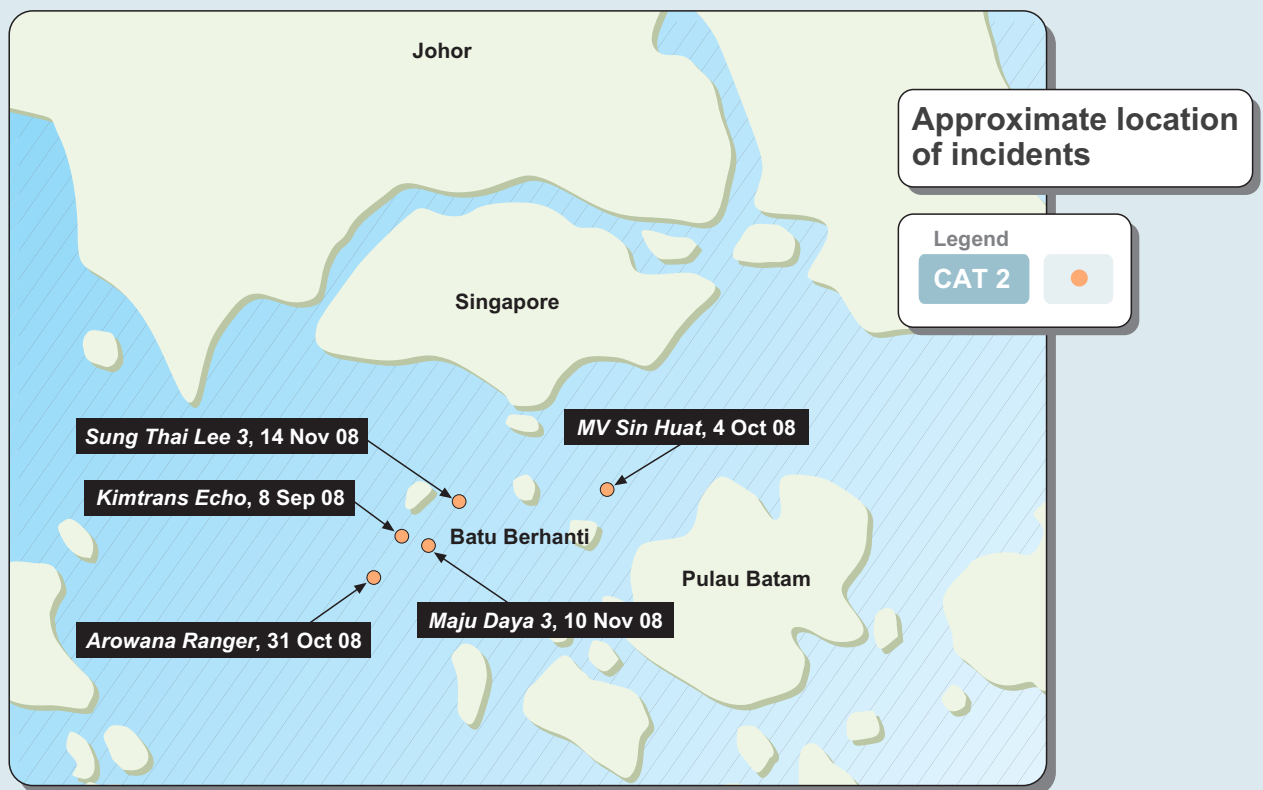 Johor
Approximate location
of incidents
Legend
CAT 2
Singapore
Sung Thai Lee 3, 14 Nov 08
MV Sin Huat, 4 Oct 08
Kimtrans Echo, 8 Sep 08
Batu Berhanti
Pulau Batam
Maju Daya 3, 10 Nov 08
Arowana Ranger, 31 Oct 08